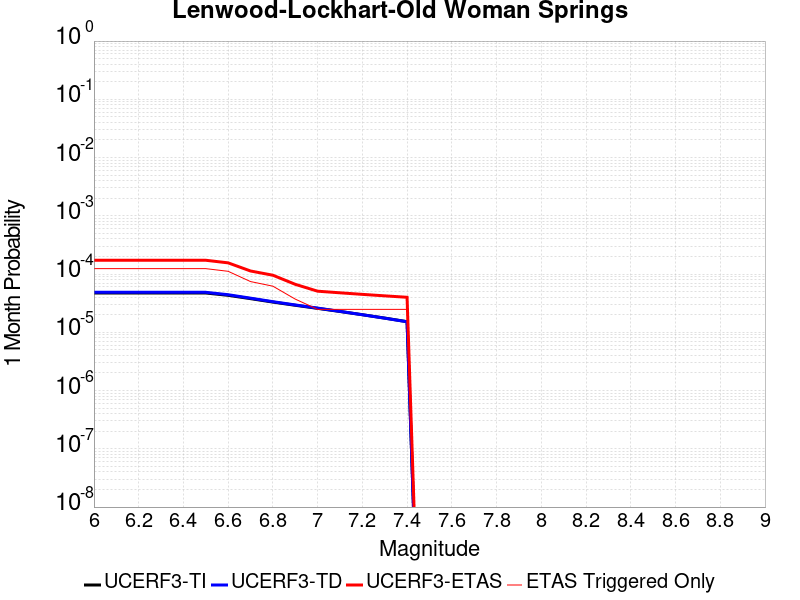 Lenwood-Lockhart-Old Woman Springs
1 Month Probability
10^0
10^-1
10^-2
10^-3
10^-4
10^-5
10^-6
10^-7
10^-8
6 6.2 6.4 6.6 6.8 7 7.2 7.4 7.6 7.8 8 8.2 8.4 8.6 8.8 9
Magnitude
UCERF3-TI UCERF3-TD UCERF3-ETAS ETAS Triggered Only